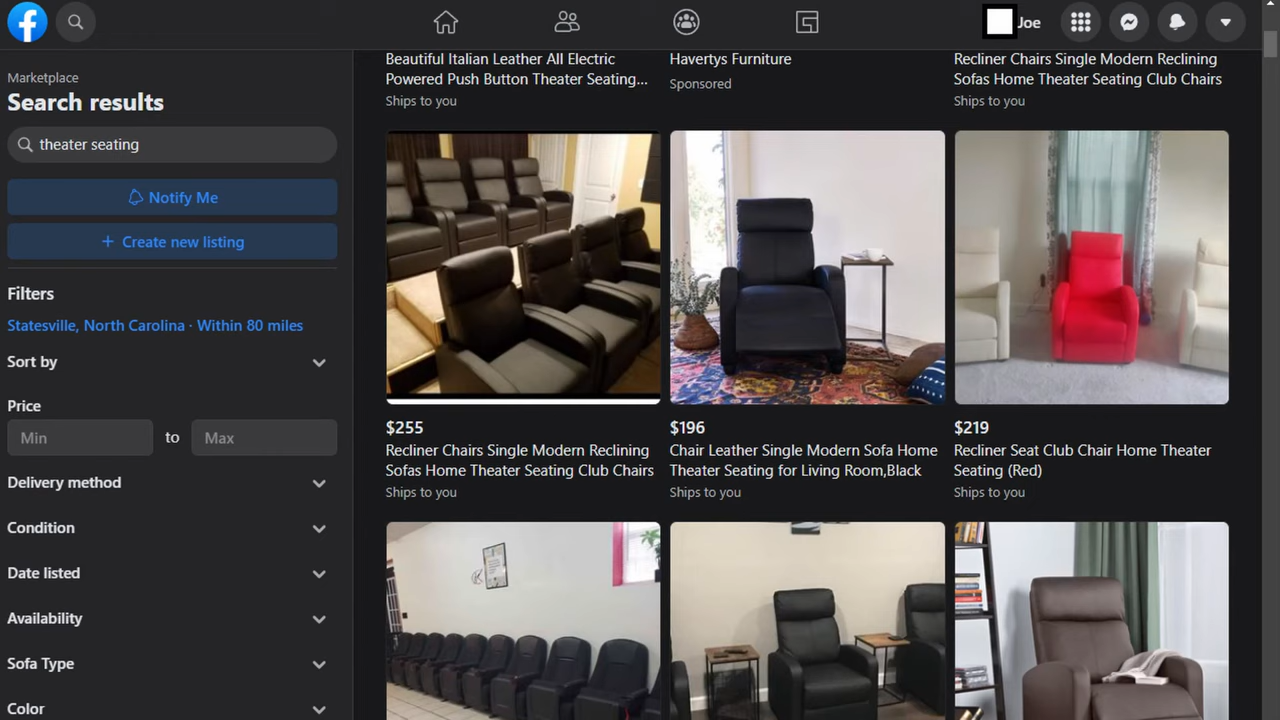 Joe
Marketplace
Search results
theater seating
Notify Me
+ Create new listing
Filters
Statesville, North Carolina · Within 80 miles
Sort by
Price
Min to Max
Delivery method
Condition
Date listed
Availability
Sofa Type
Color
Beautiful Italian Leather All Electric
Powered Push Button Theater Seating...
Ships to you
Havertys Furniture
Sponsored
Recliner Chairs Single Modern Reclining
Sofas Home Theater Seating Club Chairs
Ships to you
$255
Recliner Chairs Single Modern Reclining
Sofas Home Theater Seating Club Chairs
Ships to you
$196
Chair Leather Single Modern Sofa Home
Theater Seating for Living Room,Black
Ships to you
$219
Recliner Seat Club Chair Home Theater
Seating (Red)
Ships to you